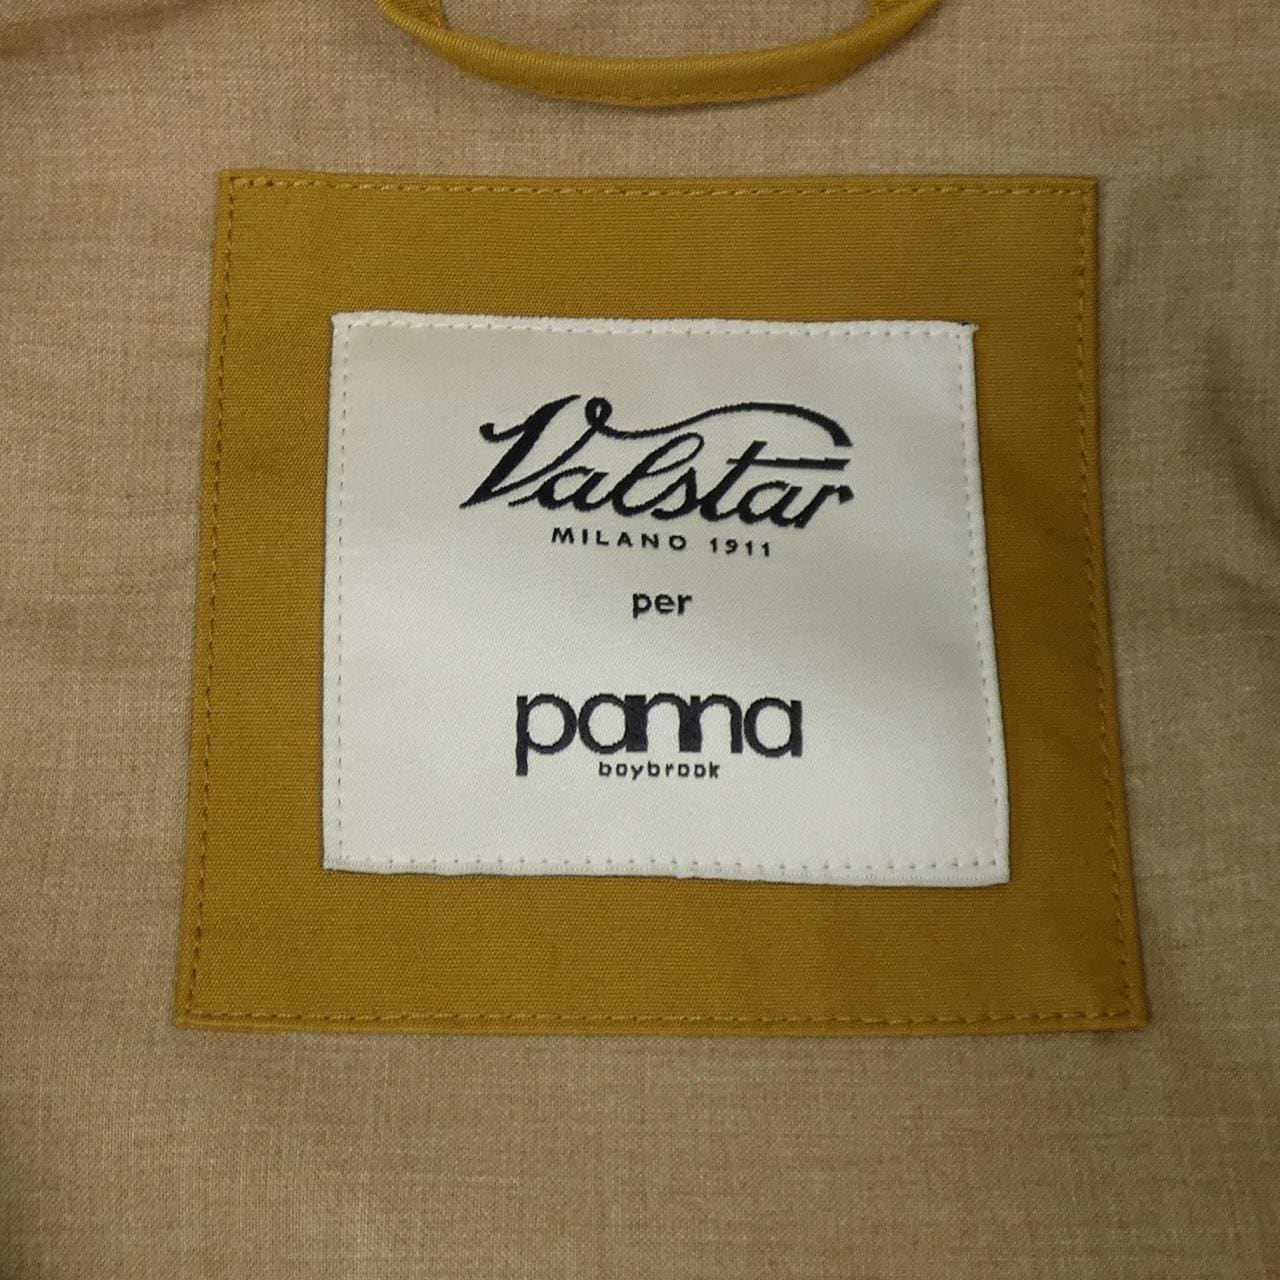 Valstar
MILANO 1911
per
panna
boybrook